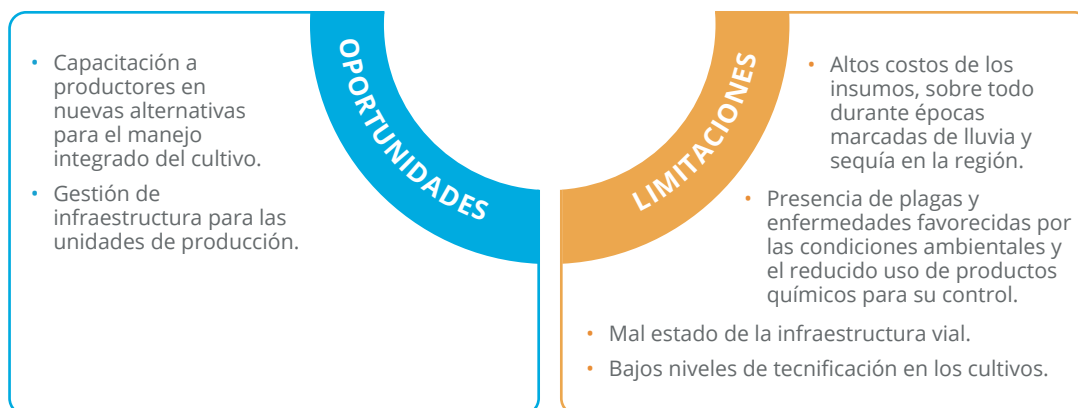 OPORTUNIDADES
• Capacitación a
productores en
nuevas alternativas
para el manejo
integrado del cultivo.
• Gestión de
infraestructura para las
unidades de producción.
LIMITACIONES
• Altos costos de los
insumos, sobre todo
durante épocas
marcadas de lluvia y
sequía en la región.
• Presencia de plagas y
enfermedades favorecidas por
las condiciones ambientales y
el reducido uso de productos
químicos para su control.
• Mal estado de la infraestructura vial.
• Bajos niveles de tecnificación en los cultivos.